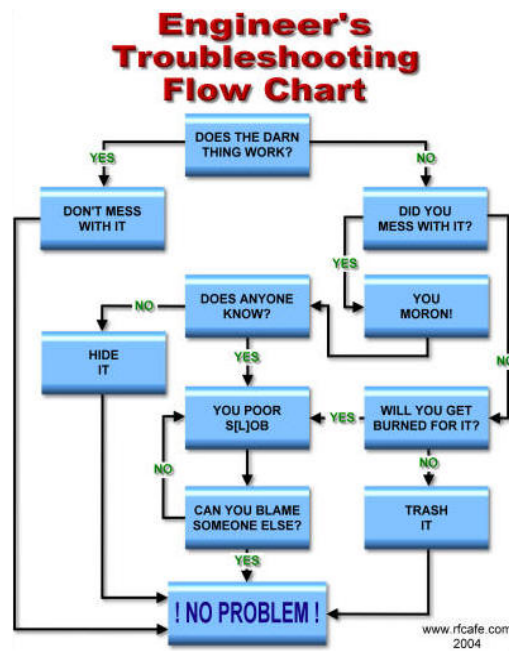 Engineer's
Troubleshooting
Flow Chart
DOES THE DARN
THING WORK?
YES
NO
DON'T MESS
WITH IT
DID YOU
MESS WITH IT?
YES
NO
DOES ANYONE
KNOW?
YOU
MORON!
NO
HIDE
IT
YES
YOU POOR
S[L]OB
YES
WILL YOU GET
BURNED FOR IT?
NO
NO
CAN YOU BLAME
SOMEONE ELSE?
TRASH
IT
YES
! NO PROBLEM !
www.rfcafe.com
2004